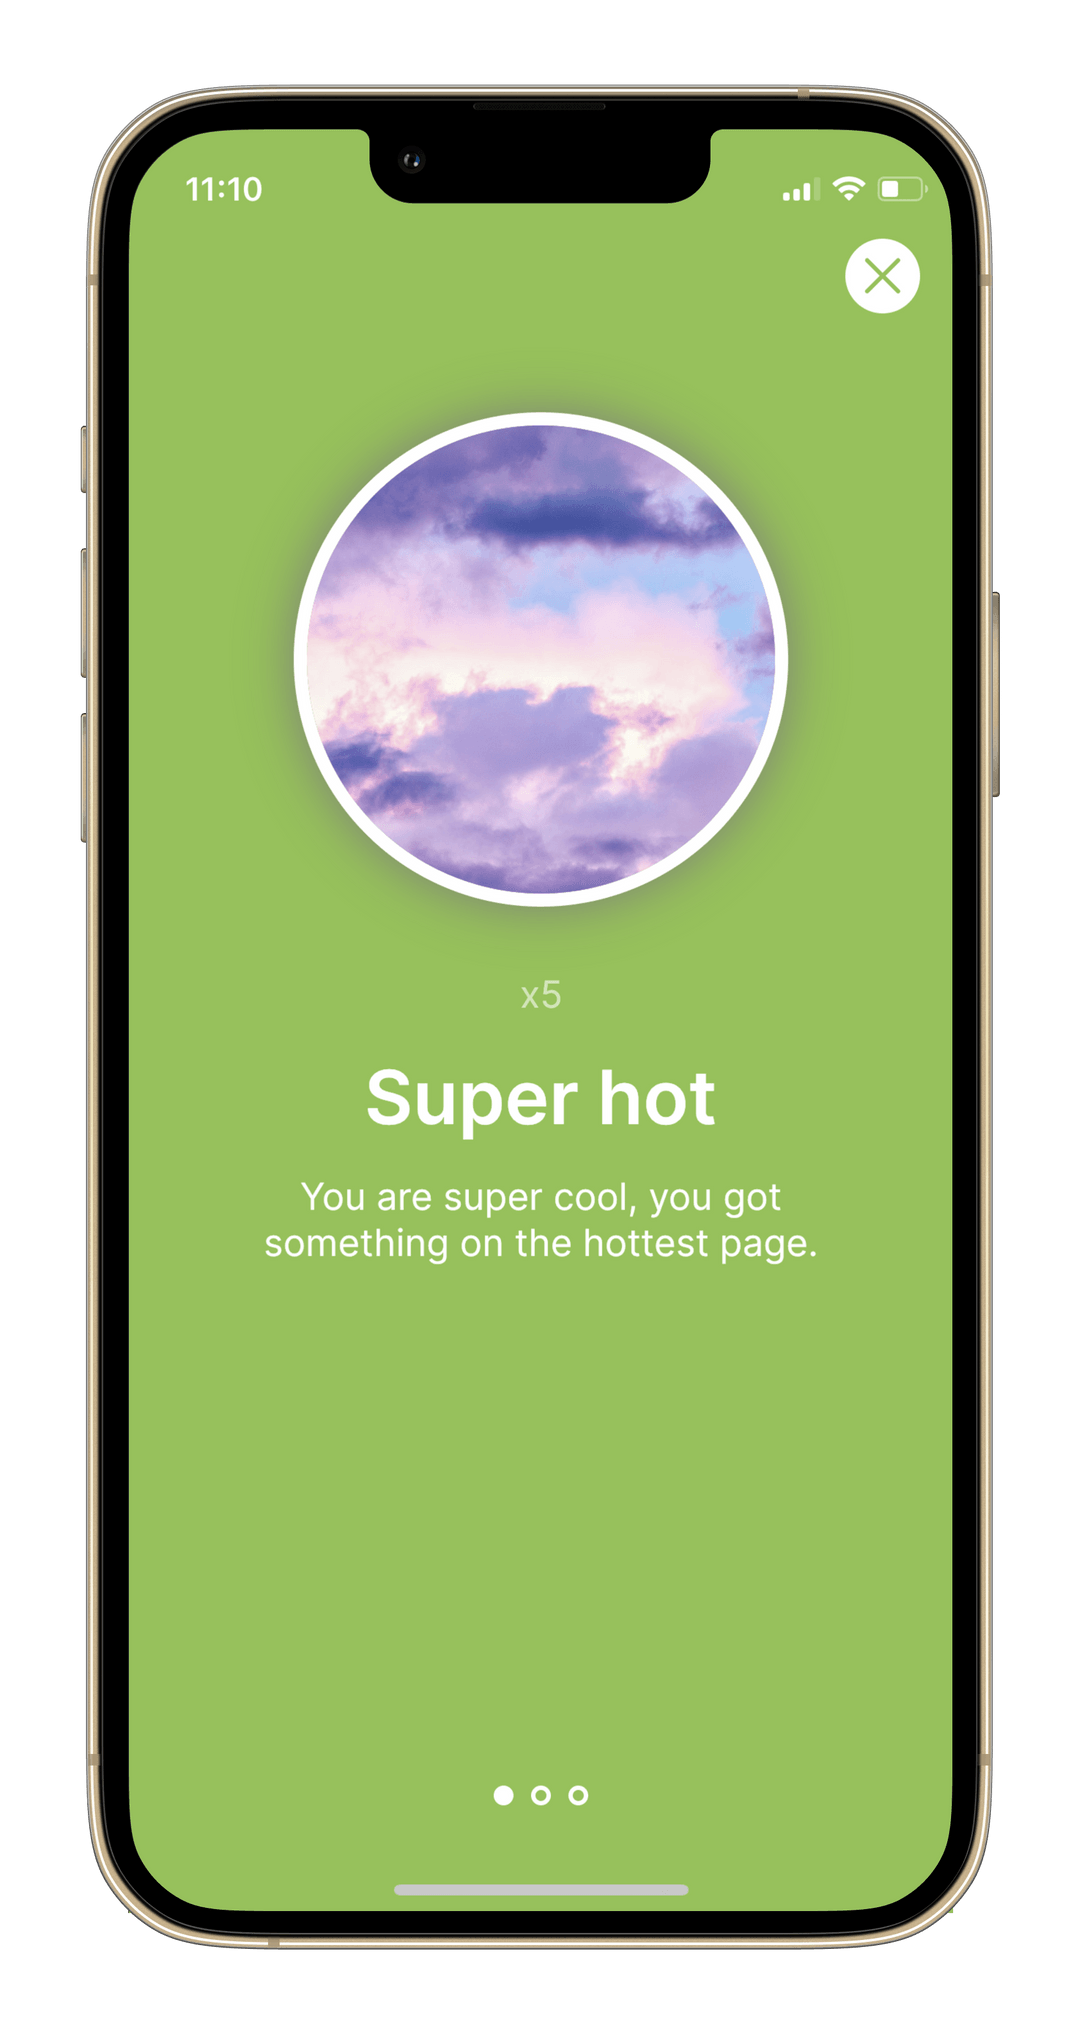 11:10
x5
Super hot
You are super cool, you got
something on the hottest page.